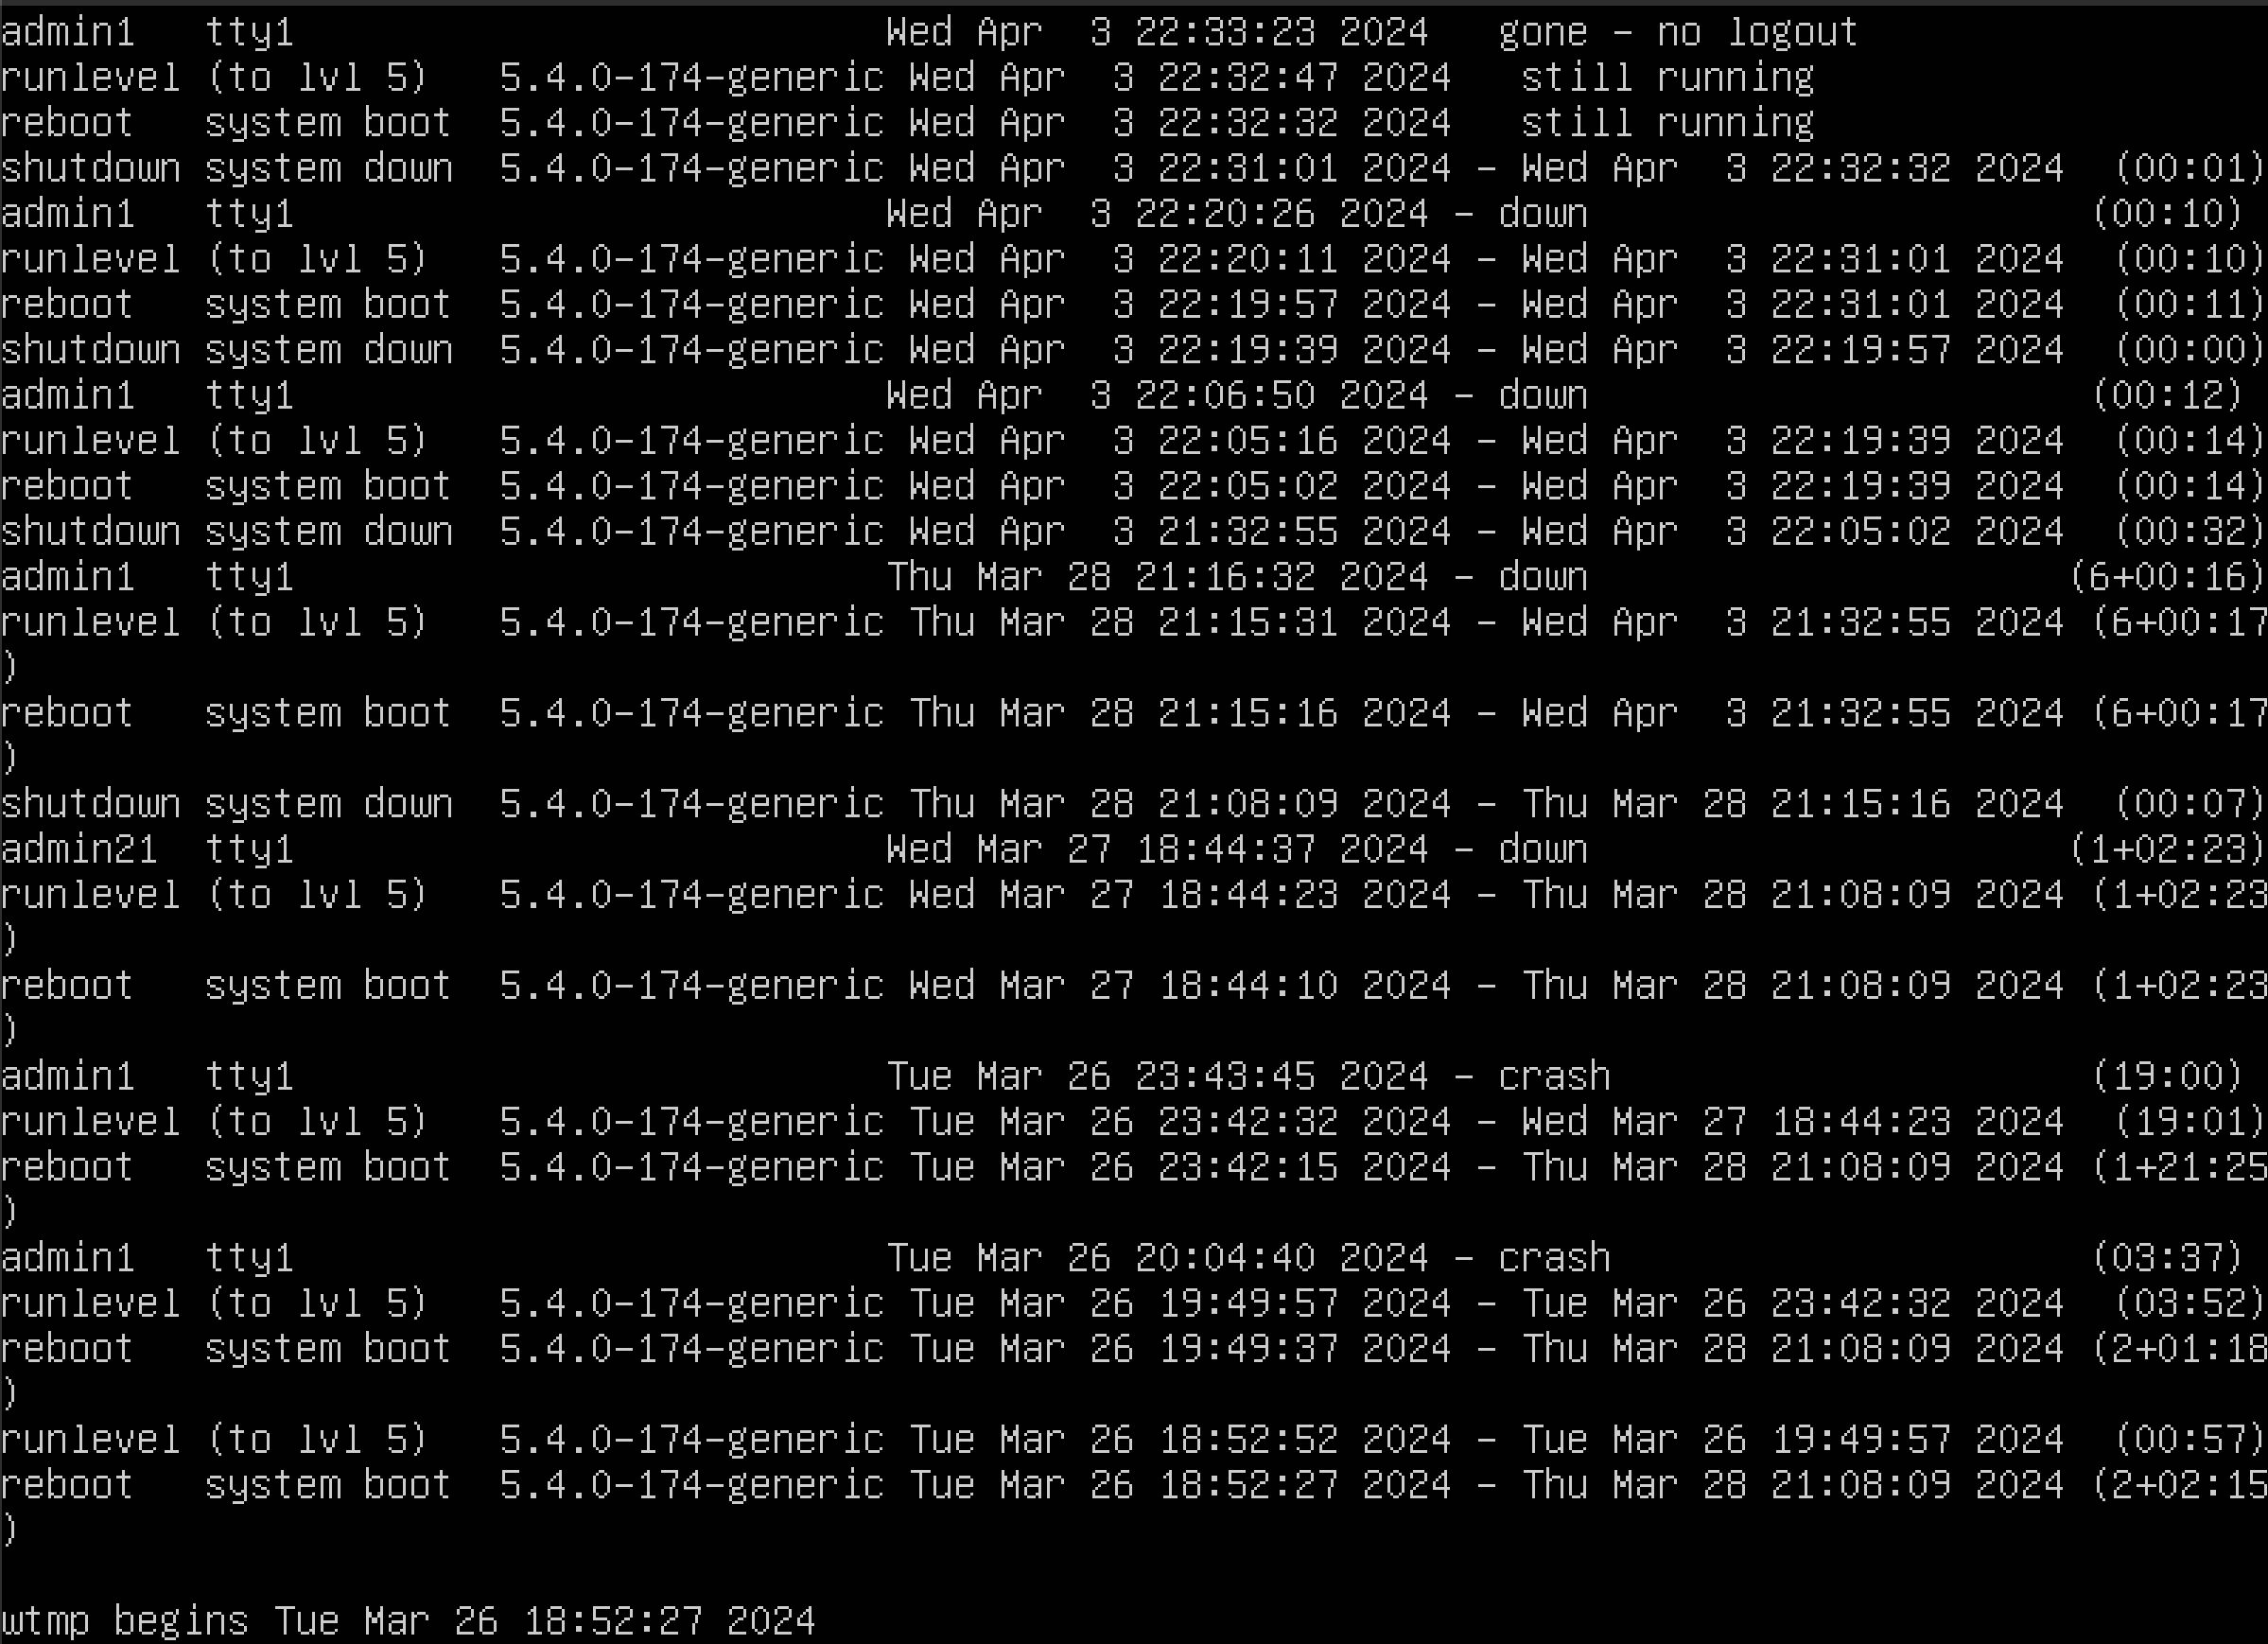 admin1   tty1                          Wed Apr  3 22:33:23 2024   gone - no logout
runlevel (to lvl 5)   5.4.0-174-generic Wed Apr  3 22:32:47 2024   still running
reboot   system boot  5.4.0-174-generic Wed Apr  3 22:32:32 2024   still running
shutdown system down  5.4.0-174-generic Wed Apr  3 22:31:01 2024 - Wed Apr  3 22:32:32 2024  (00:01)
admin1   tty1                          Wed Apr  3 22:20:26 2024 - down                      (00:10)
runlevel (to lvl 5)   5.4.0-174-generic Wed Apr  3 22:20:11 2024 - Wed Apr  3 22:31:01 2024  (00:10)
reboot   system boot  5.4.0-174-generic Wed Apr  3 22:19:57 2024 - Wed Apr  3 22:31:01 2024  (00:11)
shutdown system down  5.4.0-174-generic Wed Apr  3 22:19:39 2024 - Wed Apr  3 22:19:57 2024  (00:00)
admin1   tty1                          Wed Apr  3 22:06:50 2024 - down                      (00:12)
runlevel (to lvl 5)   5.4.0-174-generic Wed Apr  3 22:05:16 2024 - Wed Apr  3 22:19:39 2024  (00:14)
reboot   system boot  5.4.0-174-generic Wed Apr  3 22:05:02 2024 - Wed Apr  3 22:19:39 2024  (00:14)
shutdown system down  5.4.0-174-generic Wed Apr  3 21:32:55 2024 - Wed Apr  3 22:05:02 2024  (00:32)
admin1   tty1                          Thu Mar 28 21:16:32 2024 - down                     (6+00:16)
runlevel (to lvl 5)   5.4.0-174-generic Thu Mar 28 21:15:31 2024 - Wed Apr  3 21:32:55 2024 (6+00:17
)
reboot   system boot  5.4.0-174-generic Thu Mar 28 21:15:16 2024 - Wed Apr  3 21:32:55 2024 (6+00:17
)
shutdown system down  5.4.0-174-generic Thu Mar 28 21:08:09 2024 - Thu Mar 28 21:15:16 2024  (00:07)
admin21  tty1                          Wed Mar 27 18:44:37 2024 - down                     (1+02:23)
runlevel (to lvl 5)   5.4.0-174-generic Wed Mar 27 18:44:23 2024 - Thu Mar 28 21:08:09 2024 (1+02:23
)
reboot   system boot  5.4.0-174-generic Wed Mar 27 18:44:10 2024 - Thu Mar 28 21:08:09 2024 (1+02:23
)
admin1   tty1                          Tue Mar 26 23:43:45 2024 - crash                     (19:00)
runlevel (to lvl 5)   5.4.0-174-generic Tue Mar 26 23:42:32 2024 - Wed Mar 27 18:44:23 2024  (19:01)
reboot   system boot  5.4.0-174-generic Tue Mar 26 23:42:15 2024 - Thu Mar 28 21:08:09 2024 (1+21:25
)
admin1   tty1                          Tue Mar 26 20:04:40 2024 - crash                     (03:37)
runlevel (to lvl 5)   5.4.0-174-generic Tue Mar 26 19:49:57 2024 - Tue Mar 26 23:42:32 2024  (03:52)
reboot   system boot  5.4.0-174-generic Tue Mar 26 19:49:37 2024 - Thu Mar 28 21:08:09 2024 (2+01:18
)
runlevel (to lvl 5)   5.4.0-174-generic Tue Mar 26 18:52:52 2024 - Tue Mar 26 19:49:57 2024  (00:57)
reboot   system boot  5.4.0-174-generic Tue Mar 26 18:52:27 2024 - Thu Mar 28 21:08:09 2024 (2+02:15
)
wtmp begins Tue Mar 26 18:52:27 2024